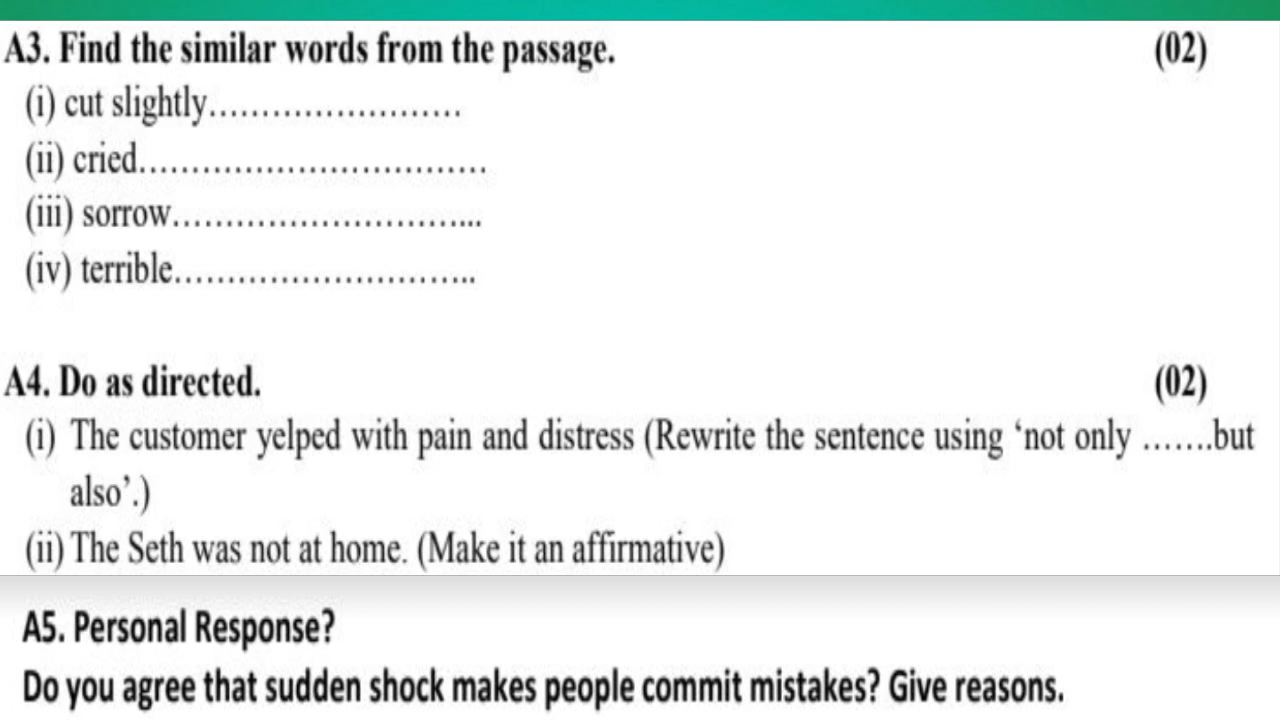 A3. Find the similar words from the passage. (02)
(i) cut slightly........................
(ii) cried.................................
(iii) sorrow..............................
(iv) terrible.............................
A4. Do as directed. (02)
(i) The customer yelped with pain and distress (Rewrite the sentence using ‘not only .......but
also’.)
(ii) The Seth was not at home. (Make it an affirmative)
A5. Personal Response?
Do you agree that sudden shock makes people commit mistakes? Give reasons.